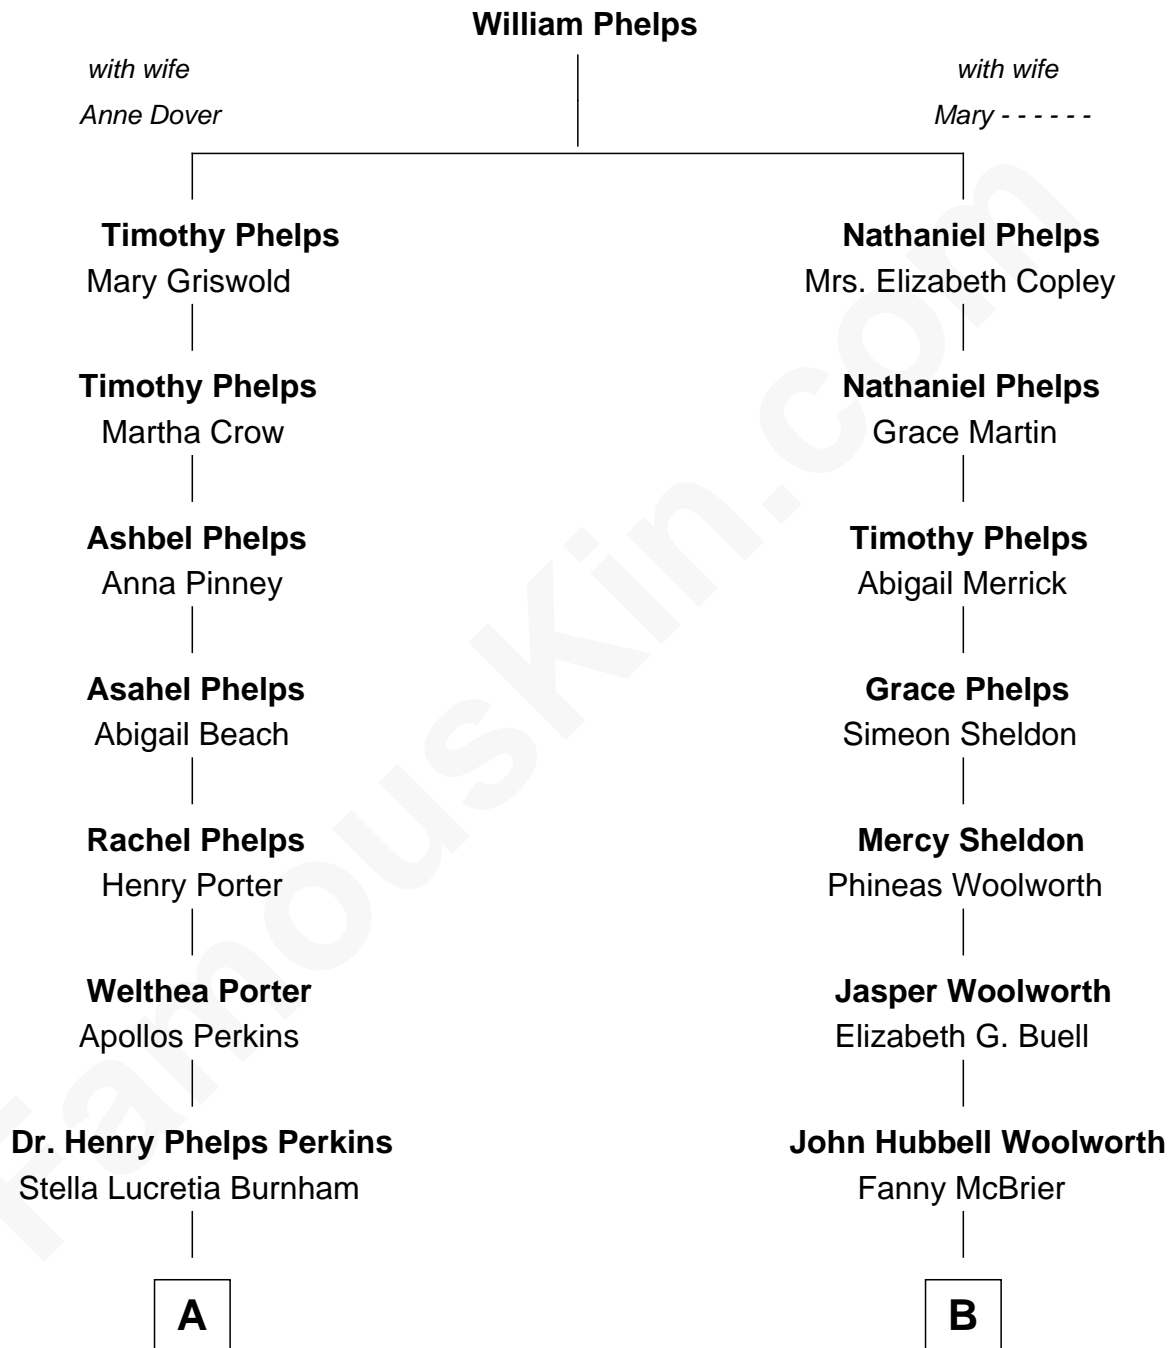 William Phelps
with wife
with wife
Anne Dover
Mary - - - - - -
Timothy Phelps
Nathaniel Phelps
Mary Griswold
Mrs. Elizabeth Copley
Timothy Phelps
Nathaniel Phelps
Martha Crow
Grace Martin
Ashbel Phelps
Timothy Phelps
Anna Pinney
Abigail Merrick
Asahel Phelps
Grace Phelps
Abigail Beach
Simeon Sheldon
Rachel Phelps
Mercy Sheldon
Henry Porter
Phineas Woolworth
Welthea Porter
Jasper Woolworth
Apollos Perkins
Elizabeth G. Buell
Dr. Henry Phelps Perkins
John Hubbell Woolworth
Stella Lucretia Burnham
Fanny McBrier
A
B
FamousKin.com